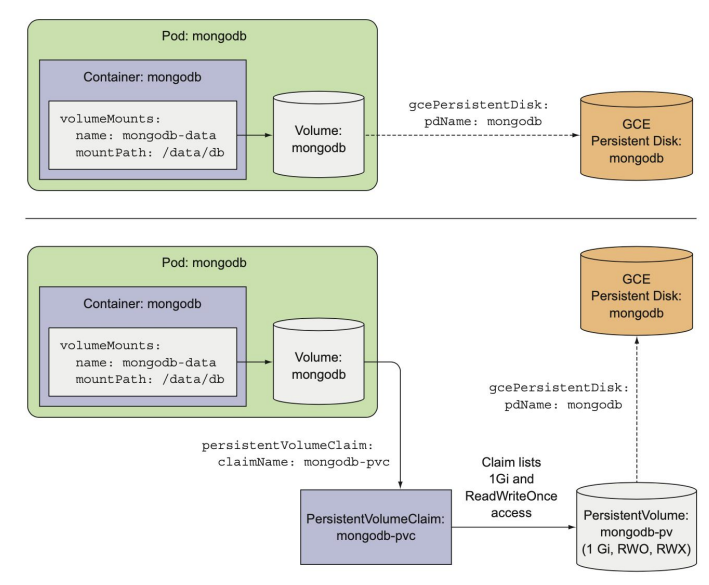 Pod: mongodb
Container: mongodb
volumeMounts:
name: mongodb-data
mountPath: /data/db
Volume:
mongodb
gcePersistentDisk:
pdName: mongodb
GCE
Persistent Disk:
mongodb
Pod: mongodb
Container: mongodb
volumeMounts:
name: mongodb-data
mountPath: /data/db
Volume:
mongodb
GCE
Persistent Disk:
mongodb
gcePersistentDisk:
pdName: mongodb
persistentVolumeClaim:
claimName: mongodb-pvc
PersistentVolumeClaim:
mongodb-pvc
Claim lists
1Gi and
ReadWriteOnce
access
PersistentVolume:
mongodb-pv
(1 Gi, RWO, RWX)